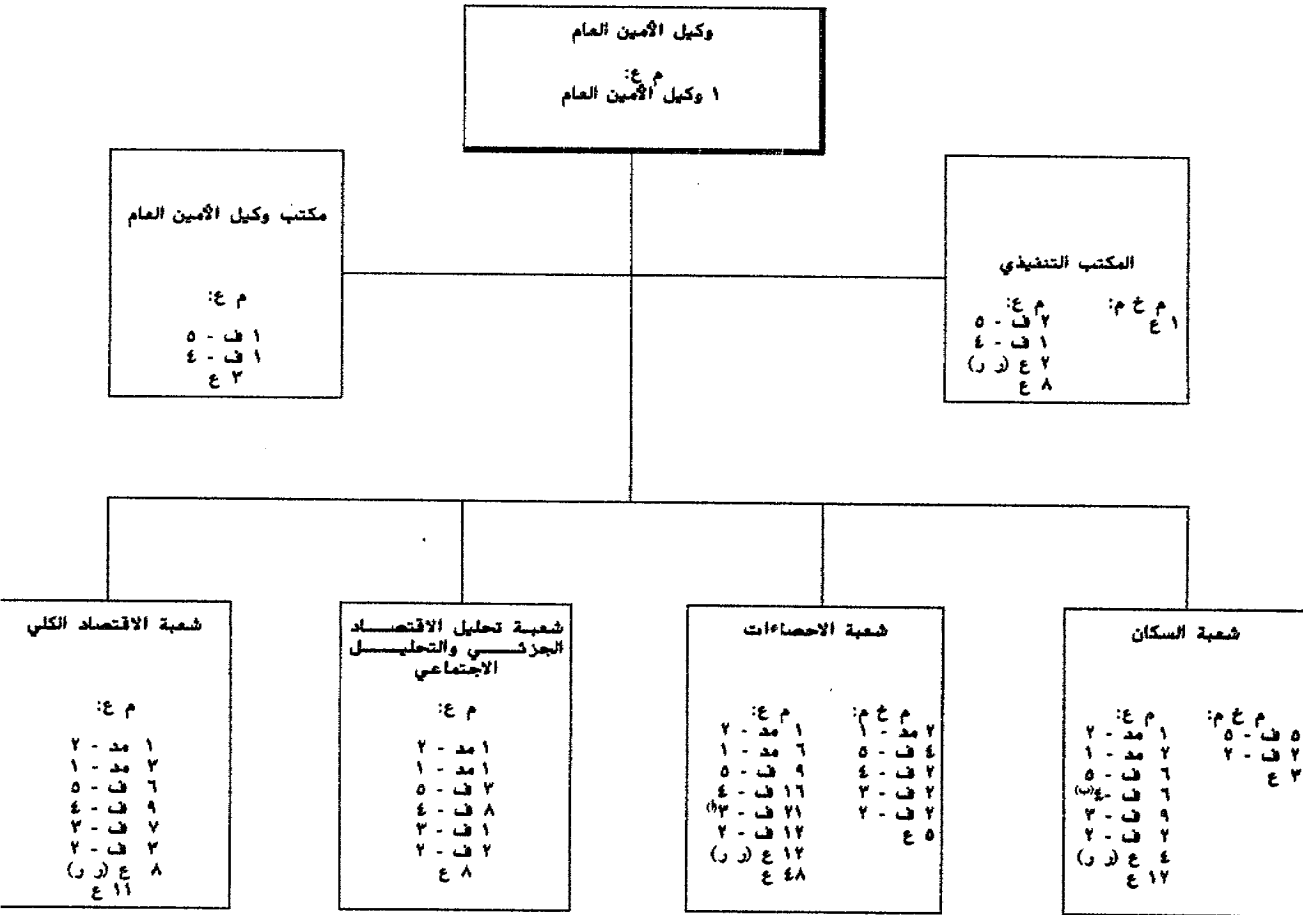 وكيل الأمين العام
م ع:
١ وكيل الأمين العام
المكتب التنفيذي
م خ م:
١ ع
م ع:
٢ ف - ٥
١ ف - ٤
٢ ع (ر ر)
٨ ع
مكتب وكيل الأمين العام
م ع:
١ ف - ٥
١ ف - ٤
٣ ع
شعبة السكان
م خ م:
٥ ف - ٥
٢ ف - ٢
٣ ع
م ع:
١ مد - ٢
٢ مد - ١
٦ ف - ٥
٦ ف - ٤(ب)
٩ ف - ٣
٢ ف - ٢
٤ ع (ر ر)
١٢ ع
شعبة الاحصاءات
م خ م:
٢ مد - ١
٤ ف - ٥
٢ ف - ٤
٢ ف - ٣
٢ ف - ٢
٥ ع
م ع:
١ مد - ٢
٦ مد - ١
٩ ف - ٥
١٦ ف - ٤
٢١ ف - ٣(أ)
١٢ ف - ٢
١٢ ع (ر ر)
٤٨ ع
شعبة تحليل الاقتصاد
الجزئي والتحليل
الاجتماعي
م ع:
١ مد - ٢
١ مد - ١
٣ ف - ٥
٨ ف - ٤
١ ف - ٣
٢ ف - ٢
٨ ع
شعبة الاقتصاد الكلي
م ع:
١ مد - ٢
٣ مد - ١
٦ ف - ٥
٩ ف - ٤
٧ ف - ٣
٣ ف - ٢
٨ ع (ر ر)
١١ ع